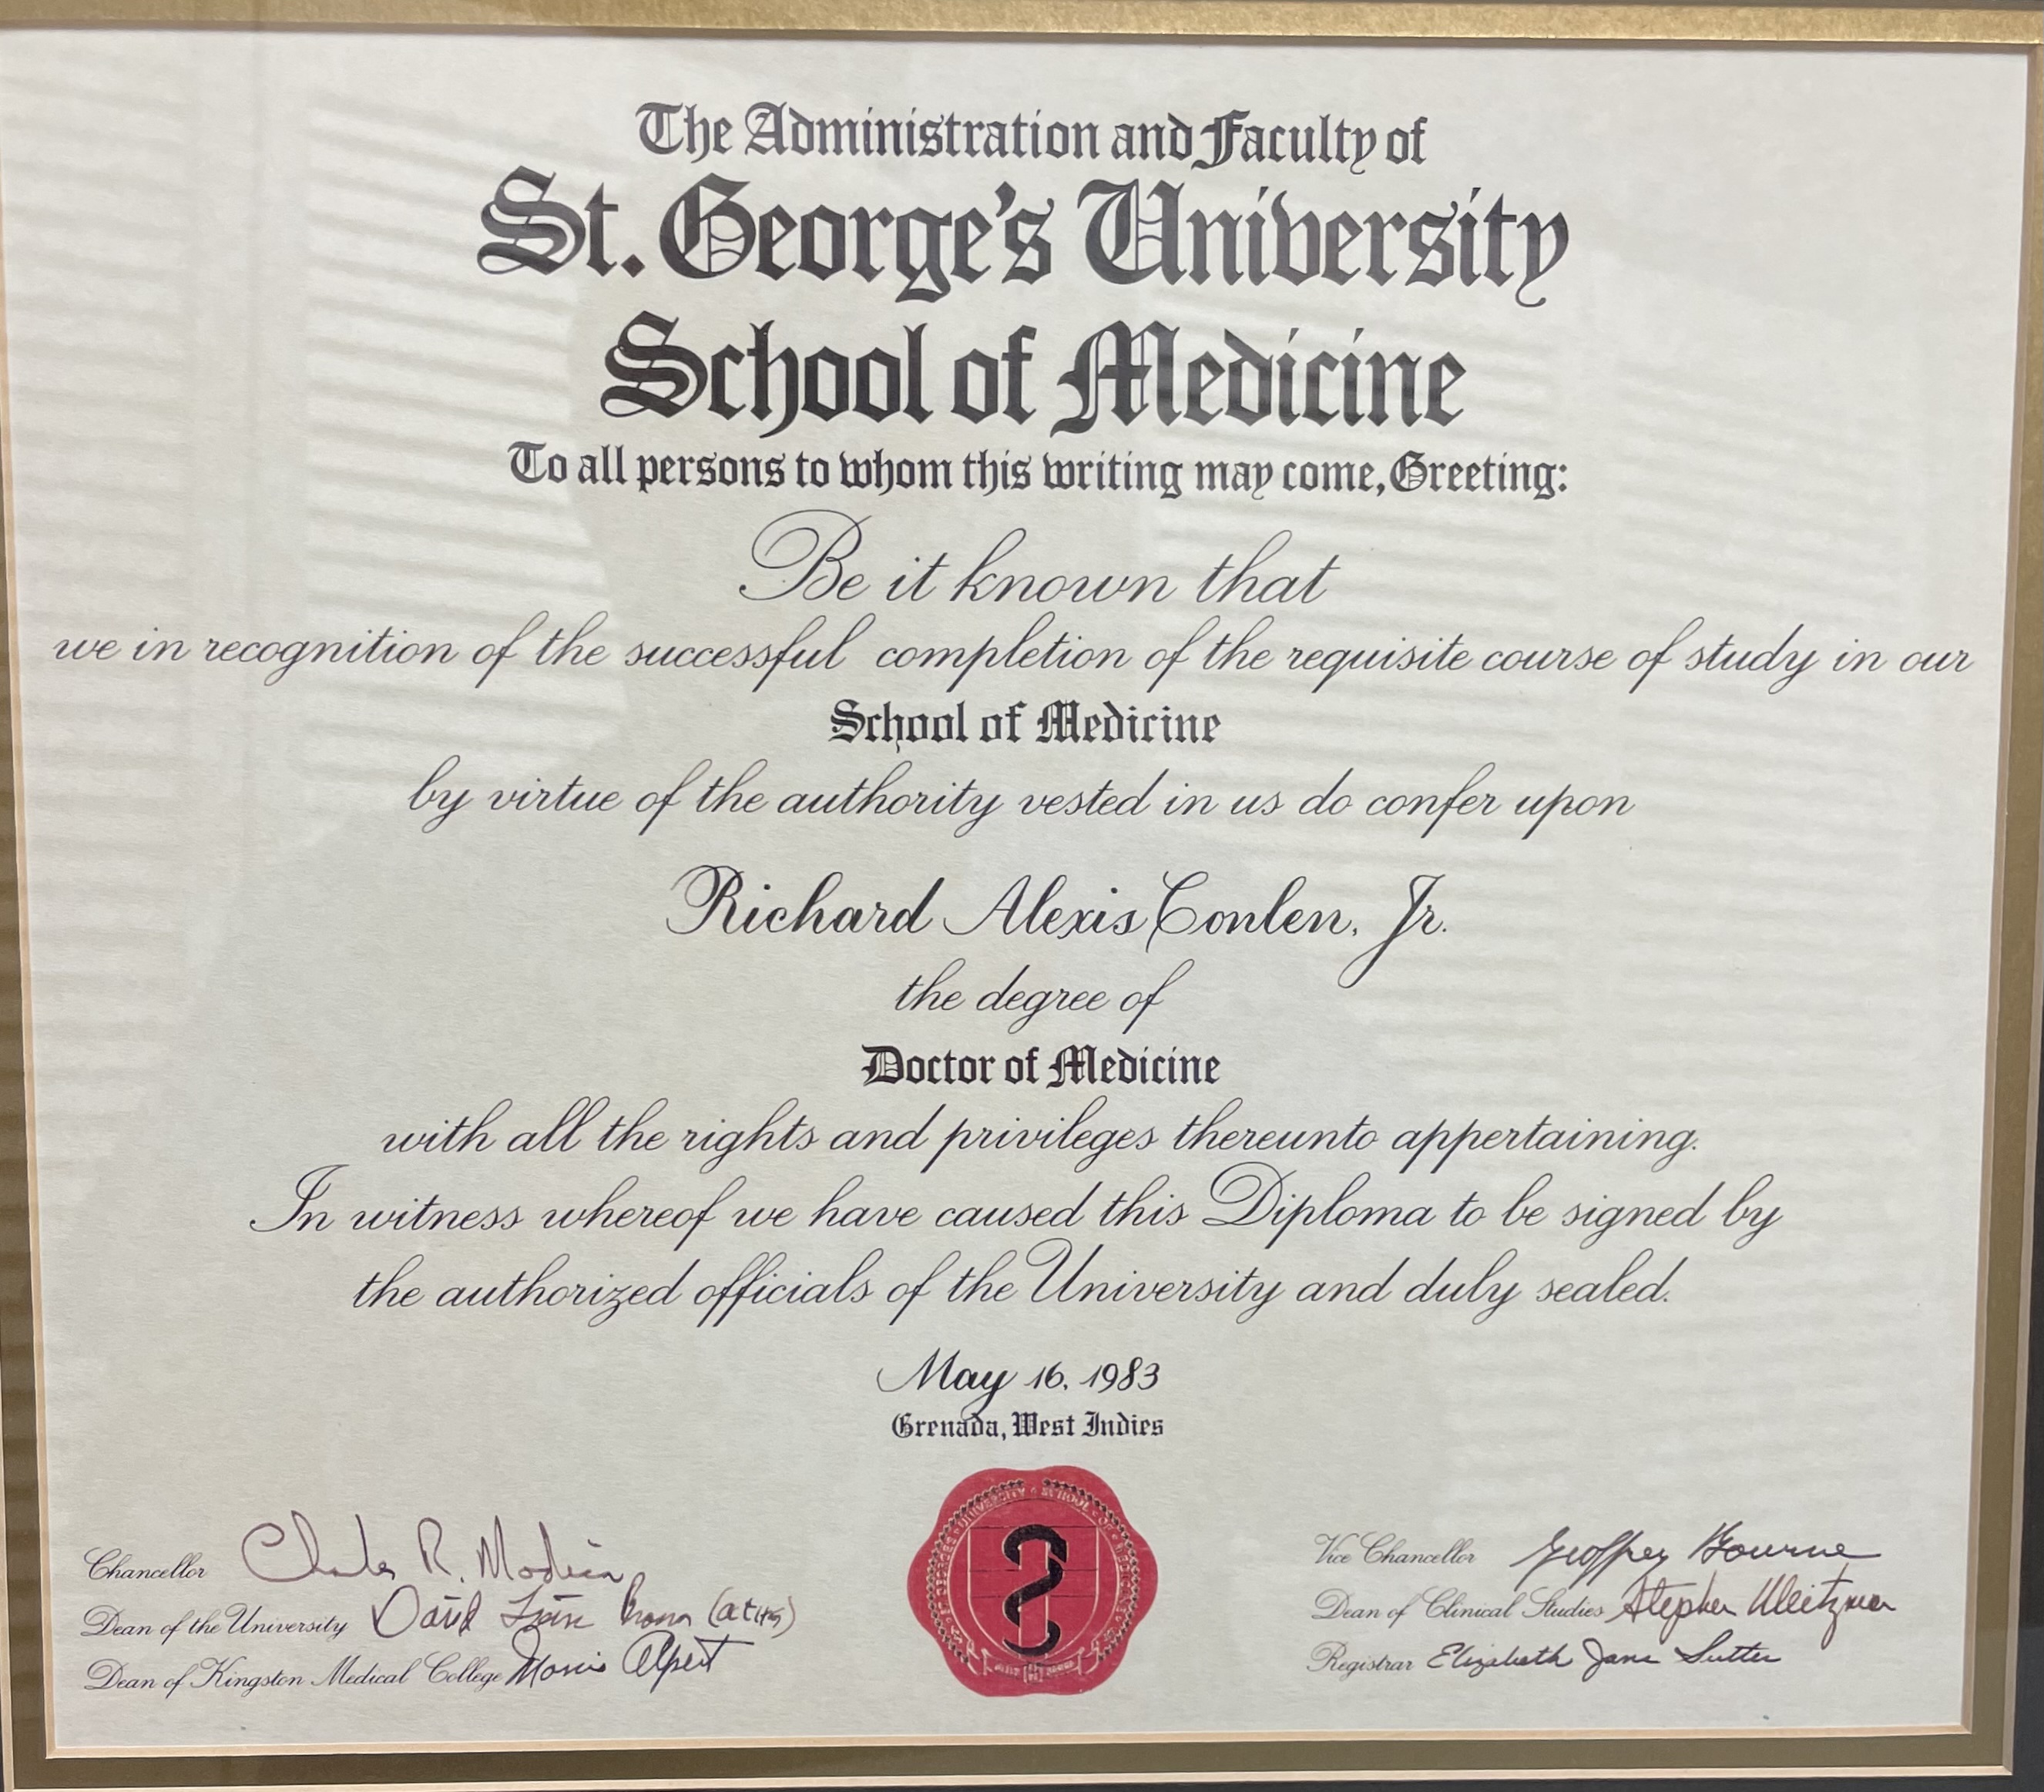 The Administration and Faculty of
St. George's University
School of Medicine
To all persons to whom this writing may come, Greeting:
Be it known that
we in recognition of the successful completion of the requisite course of study in our
School of Medicine
by virtue of the authority vested in us do confer upon
Richard Alexis Conlen, Jr.
the degree of
Doctor of Medicine
with all the rights and privileges thereunto appertaining.
In witness whereof we have caused this Diploma to be signed by
the authorized officials of the University and duly sealed.
May 16, 1983
Grenada, West Indies
Chancellor Charles R. Modica
Dean of the University David
Dean of Kingston Medical College Morris Alpert
UNIVERSITY SCHOOL OF MEDICINE
Vice Chancellor Geoffrey Bourne
Dean of Clinical Studies Stephen Weitzman
Registrar Elizabeth Jane Sutter